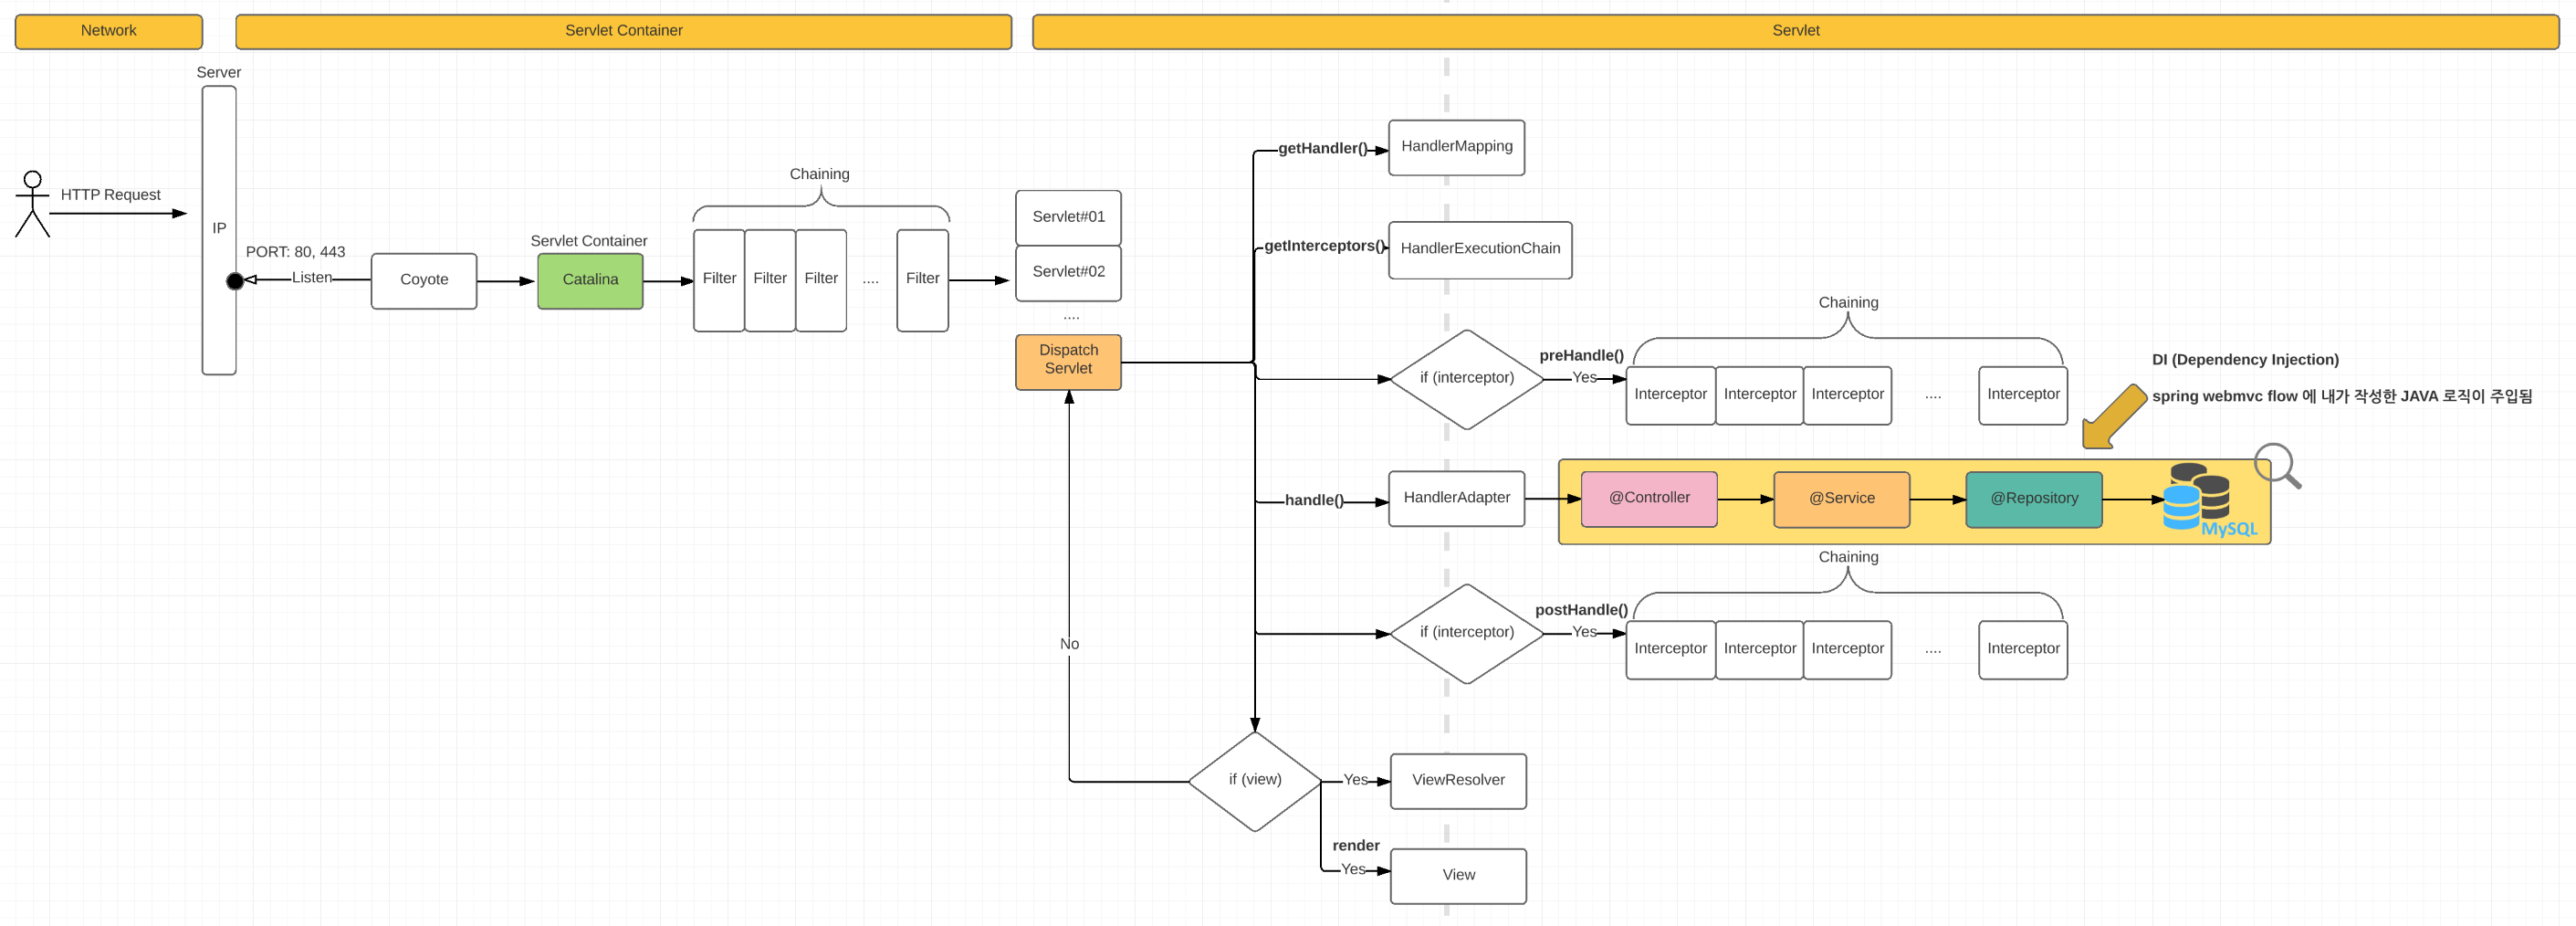 Network
Servlet Container
Servlet
Server
IP
HTTP Request
PORT: 80, 443
Listen
Coyote
Servlet Container
Catalina
Chaining
Filter
Filter
Filter
....
Filter
Servlet#01
Servlet#02
....
Dispatch
Servlet
getHandler()
HandlerMapping
getInterceptors()
HandlerExecutionChain
if (interceptor)
preHandle()
Yes
Chaining
Interceptor
Interceptor
Interceptor
....
Interceptor
DI (Dependency Injection)
spring webmvc flow 에 내가 작성한 JAVA 로직이 주입됨
handle()
HandlerAdapter
@Controller
@Service
@Repository
MySQL
if (interceptor)
postHandle()
Yes
Chaining
Interceptor
Interceptor
Interceptor
....
Interceptor
No
if (view)
Yes
ViewResolver
render
Yes
View